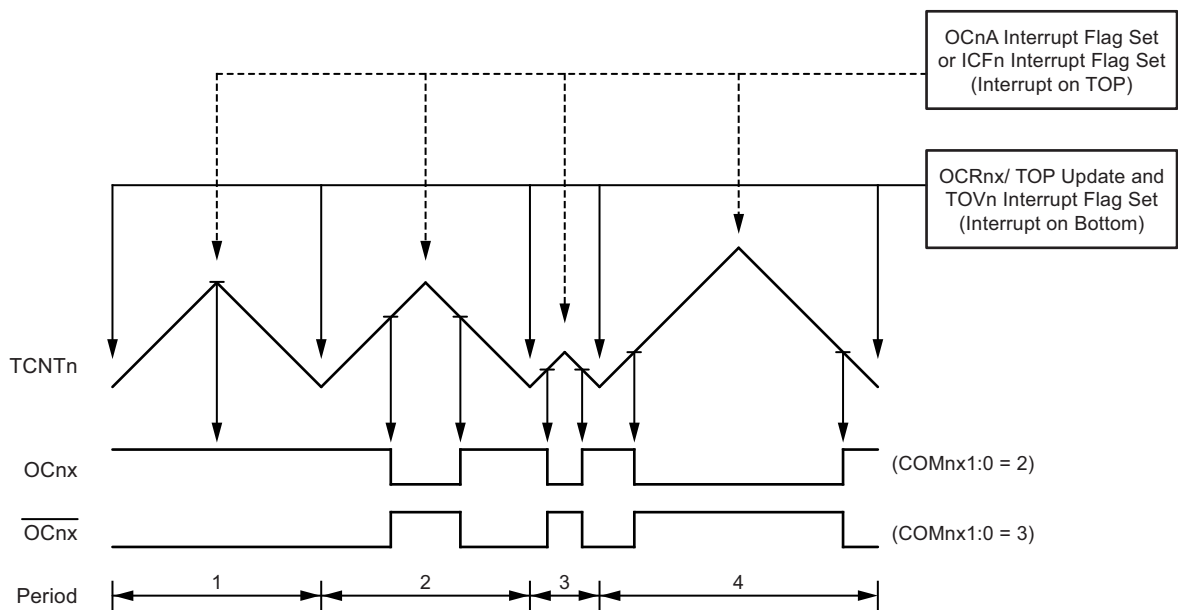 OCnA Interrupt Flag Set
or ICFn Interrupt Flag Set
(Interrupt on TOP)
OCRnx/ TOP Update and
TOVn Interrupt Flag Set
(Interrupt on Bottom)
TCNTn
OCnx
(COMnx1:0 = 2)
OCnx
(COMnx1:0 = 3)
Period
1
2
3
4